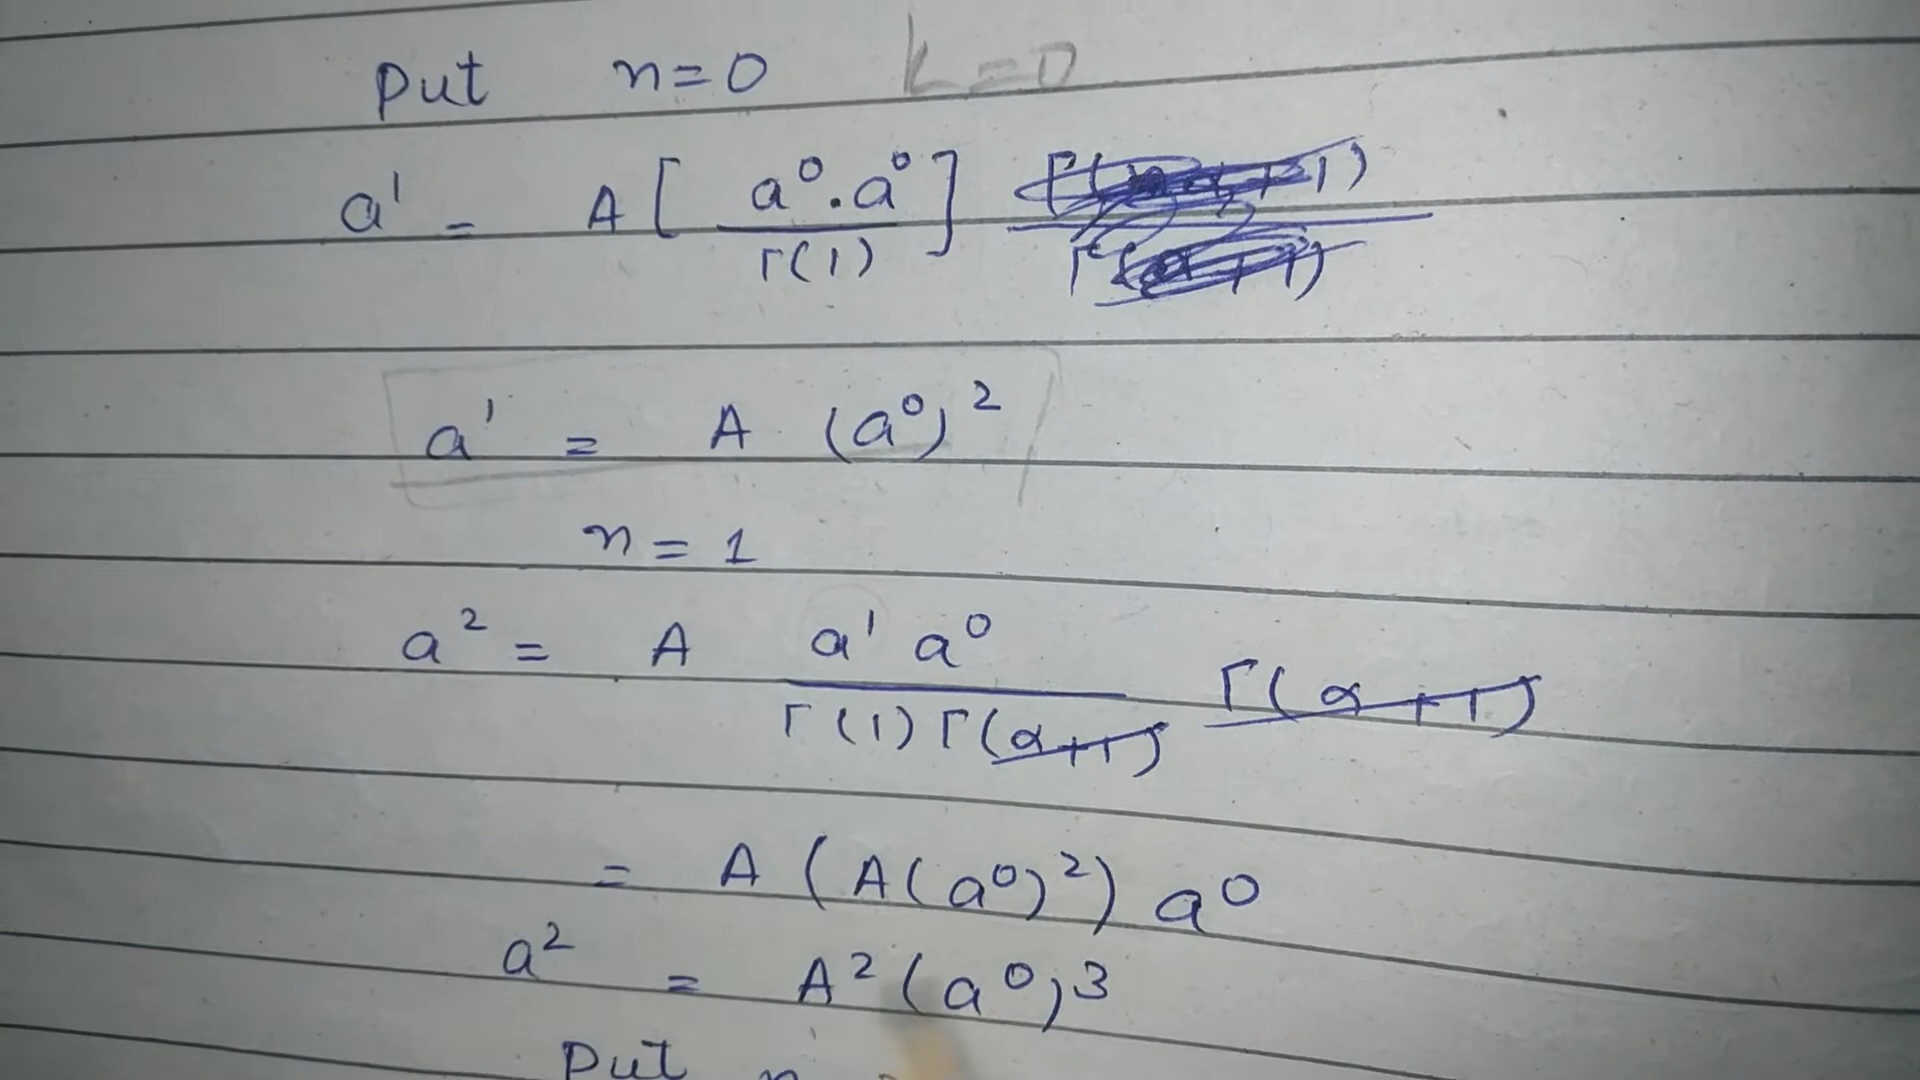 Put n=0 k=0
a¹ = A [ a⁰.a⁰ / Γ(1) ]
a¹ = A (a⁰)²
n = 1
a² = A a¹ a⁰ / Γ(1) Γ(α+1) Γ(α+1)
= A (A(a⁰)²) a⁰
a² = A²(a⁰)³
Put n